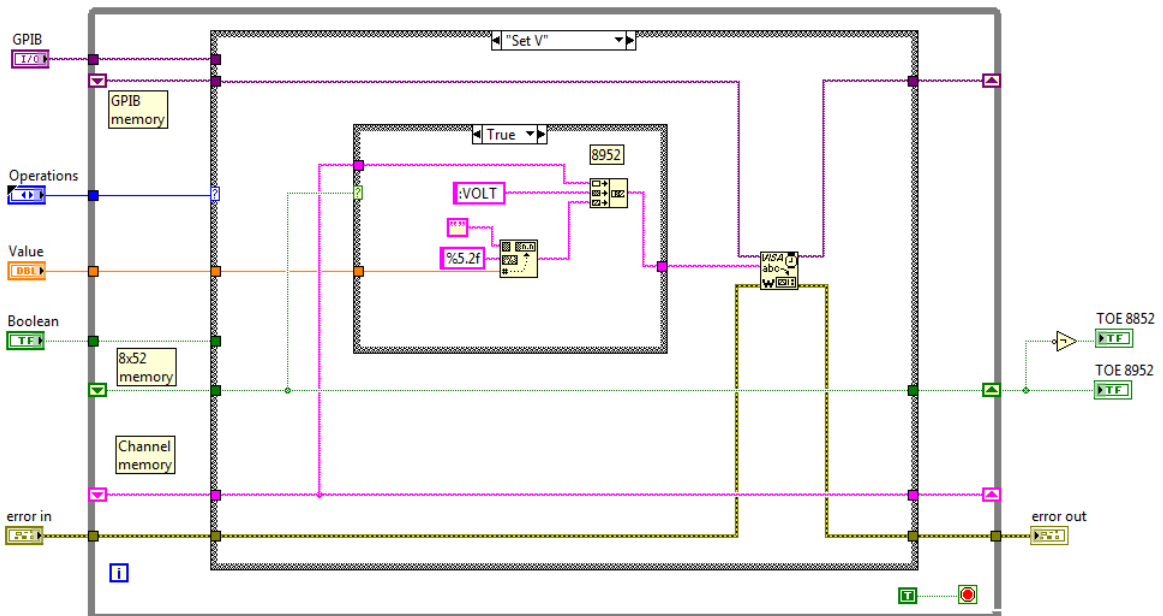 "Set V"
GPIB
I/O
GPIB
memory
True
8952
Operations
?
?
:VOLT
" "
%5.2f
Value
DBL
#
VISA
abc
W
Boolean
TF
8x52
memory
TOE 8852
TF
TOE 8952
TF
Channel
memory
error in
error out
i
T